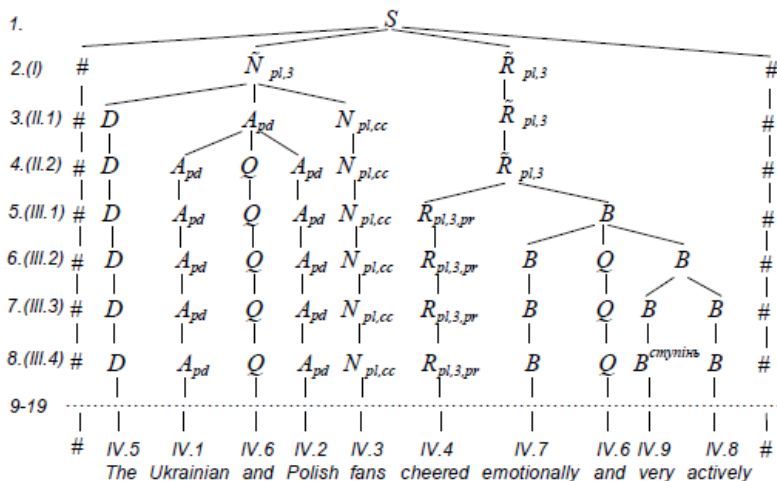 1. S
2.(I) # Ñ pl,3 R̃ pl,3 #
3.(II.1) # D A pd N pl,cc R̃ pl,3 #
4.(II.2) # D A pd Q A pd N pl,cc R̃ pl,3 #
5.(III.1) # D A pd Q A pd N pl,cc R pl,3,pr B #
6.(III.2) # D A pd Q A pd N pl,cc R pl,3,pr B Q B #
7.(III.3) # D A pd Q A pd N pl,cc R pl,3,pr B Q B B #
8.(III.4) # D A pd Q A pd N pl,cc R pl,3,pr B Q B ступінь B #
9-19
# IV.5 IV.1 IV.6 IV.2 IV.3 IV.4 IV.7 IV.6 IV.9 IV.8 #
The Ukrainian and Polish fans cheered emotionally and very actively